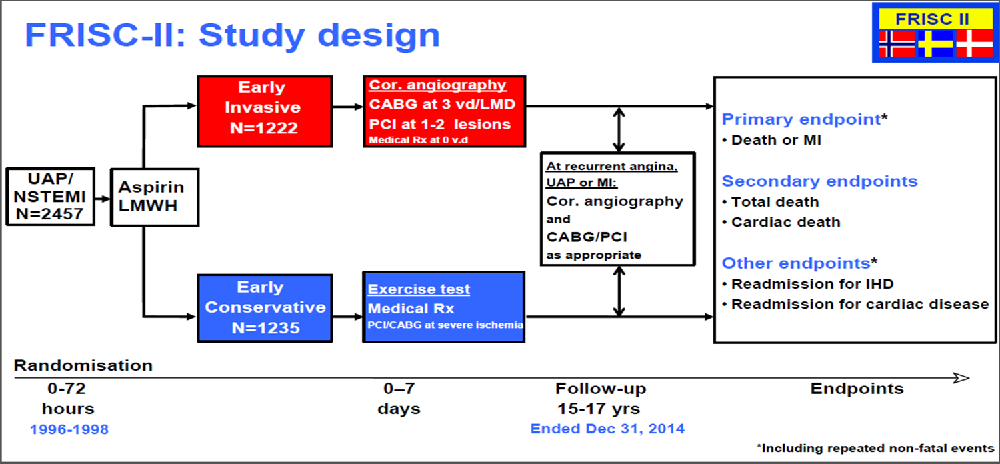 FRISC-II: Study design
FRISC II
UAP/
NSTEMI
N=2457
Aspirin
LMWH
Early
Invasive
N=1222
Cor. angiography
CABG at 3 vd/LMD
PCI at 1-2 lesions
Medical Rx at 0 v.d
Early
Conservative
N=1235
Exercise test
Medical Rx
PCI/CABG at severe ischemia
At recurrent angina,
UAP or MI:
Cor. angiography
and
CABG/PCI
as appropriate
Primary endpoint*
• Death or MI
Secondary endpoints
• Total death
• Cardiac death
Other endpoints*
• Readmission for IHD
• Readmission for cardiac disease
Randomisation
0-72
hours
1996-1998
0–7
days
Follow-up
15-17 yrs
Ended Dec 31, 2014
Endpoints
*Including repeated non-fatal events